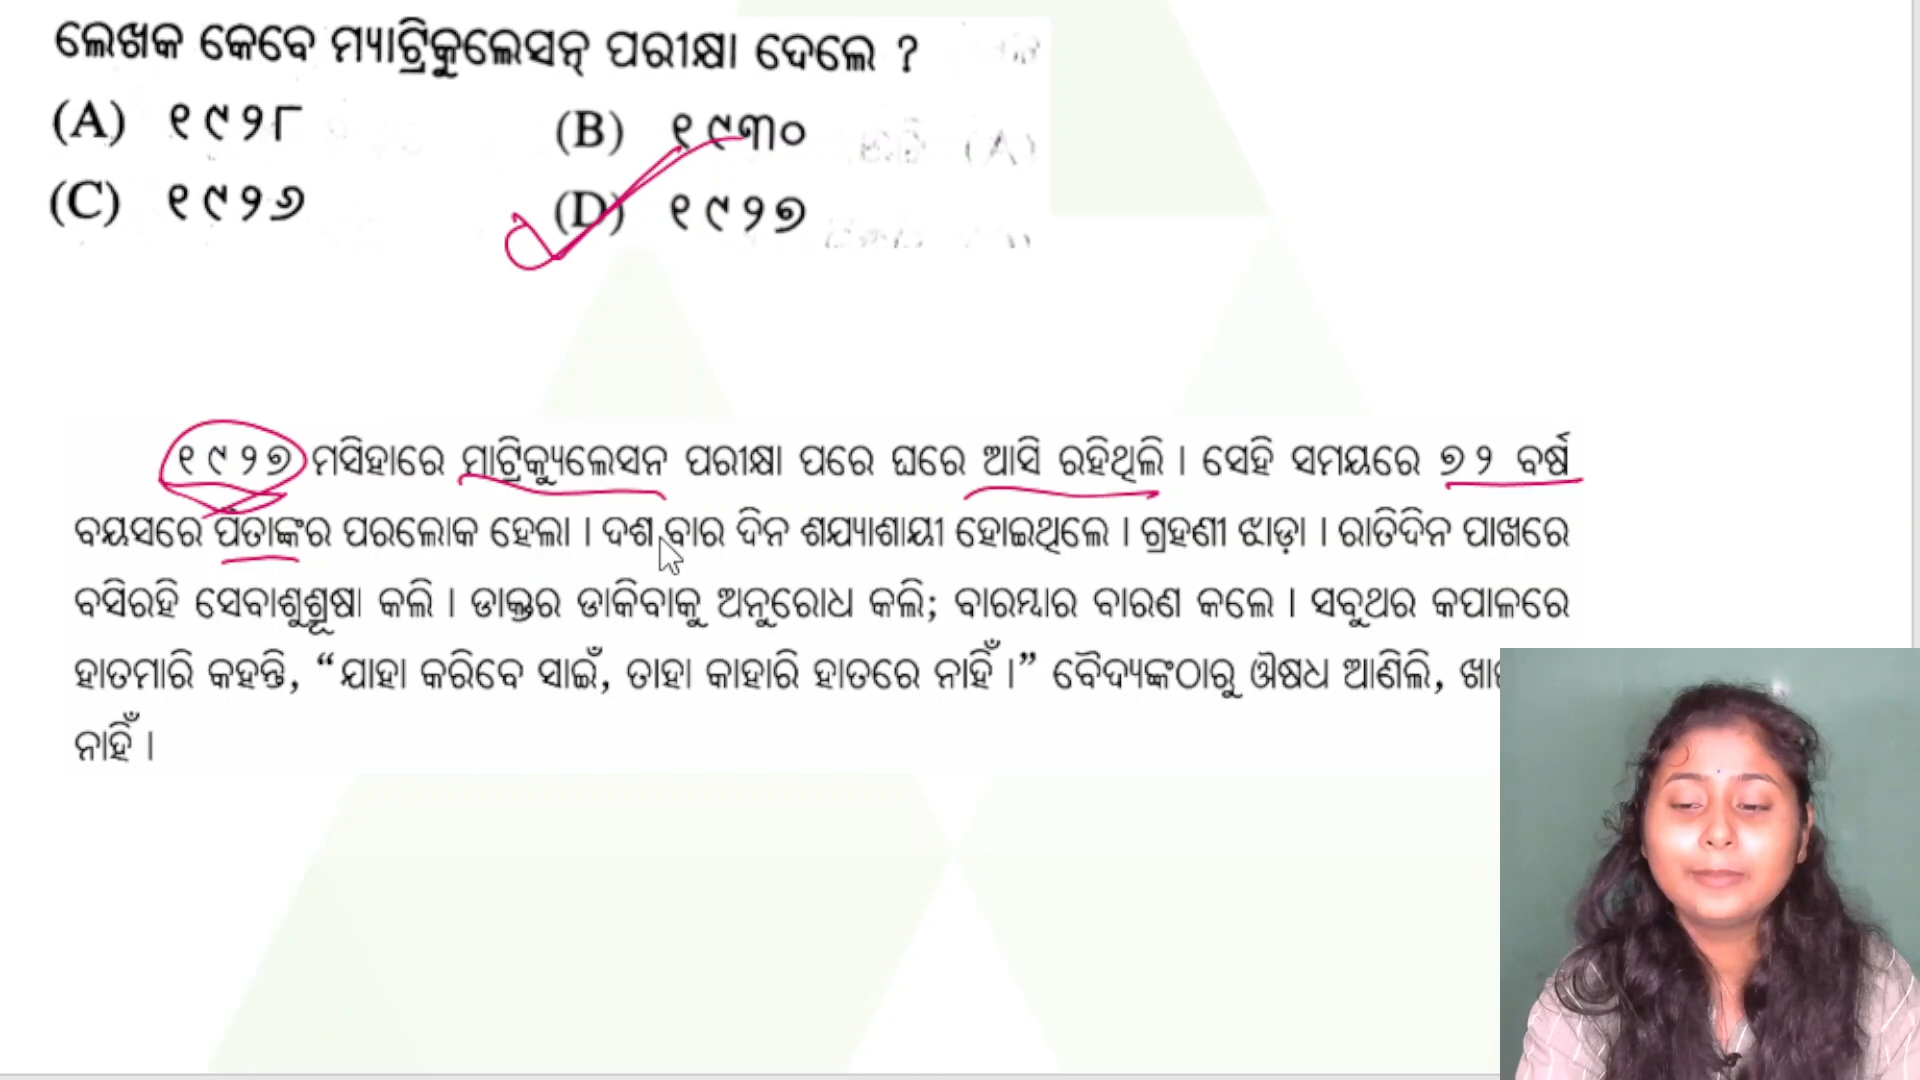 ଲେଖକ କେବେ ମ୍ୟାଟ୍ରିକୁଲେସନ୍ ପରୀକ୍ଷା ଦେଲେ ?
(A) ୧୯୨୮ (B) ୧୯୩୦
(C) ୧୯୨୬ (D) ୧୯୨୭
୧୯୨୭ ମସିହାରେ ମାଟ୍ରିକ୍ୟୁଲେସନ ପରୀକ୍ଷା ପରେ ଘରେ ଆସି ରହିଥିଲି । ସେହି ସମୟରେ ୭୨ ବର୍ଷ
ବୟସରେ ପିତାଙ୍କର ପରଲୋକ ହେଲା । ଦଶ ବାର ଦିନ ଶଯ୍ୟାଶାୟୀ ହୋଇଥିଲେ । ଗ୍ରହଣୀ ଝାଡ଼ା । ରାତିଦିନ ପାଖରେ
ବସିରହି ସେବାଶୁଶ୍ରୂଷା କଲି । ଡାକ୍ତର ଡାକିବାକୁ ଅନୁରୋଧ କଲି; ବାରମ୍ବାର ବାରଣ କଲେ । ସବୁଥର କପାଳରେ
ହାତମାରି କହନ୍ତି, “ଯାହା କରିବେ ସାଇଁ, ତାହା କାହାରି ହାତରେ ନାହିଁ ।” ବୈଦ୍ୟଙ୍କଠାରୁ ଔଷଧ ଆଣିଲି,
ନାହିଁ ।